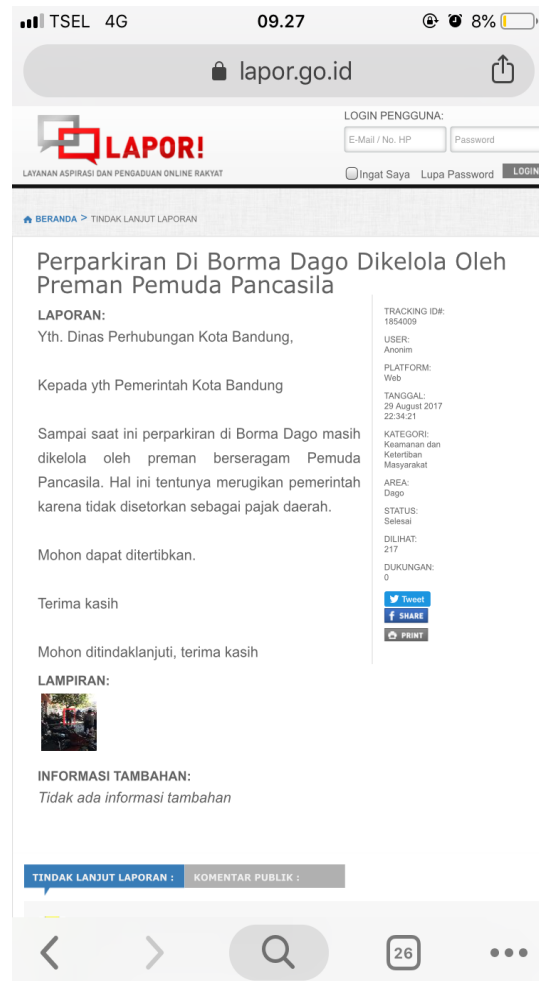 TSEL 4G 09.27 8%
lapor.go.id
LOGIN PENGGUNA:
E-Mail / No. HP Password
LAPOR!
LAYANAN ASPIRASI DAN PENGADUAN ONLINE RAKYAT
Ingat Saya Lupa Password LOGIN
BERANDA > TINDAK LANJUT LAPORAN
Perparkiran Di Borma Dago Dikelola Oleh
Preman Pemuda Pancasila
LAPORAN:
Yth. Dinas Perhubungan Kota Bandung,
Kepada yth Pemerintah Kota Bandung
Sampai saat ini perparkiran di Borma Dago masih
dikelola oleh preman berseragam Pemuda
Pancasila. Hal ini tentunya merugikan pemerintah
karena tidak disetorkan sebagai pajak daerah.
Mohon dapat ditertibkan.
Terima kasih
Mohon ditindaklanjuti, terima kasih
LAMPIRAN:
INFORMASI TAMBAHAN:
Tidak ada informasi tambahan
TRACKING ID#:
1854009
USER:
Anonim
PLATFORM:
Web
TANGGAL:
29 August 2017
22:34:21
KATEGORI:
Keamanan dan
Ketertiban
Masyarakat
AREA:
Dago
STATUS:
Selesai
DILIHAT:
217
DUKUNGAN:
0
Tweet
SHARE
PRINT
TINDAK LANJUT LAPORAN : KOMENTAR PUBLIK :
26